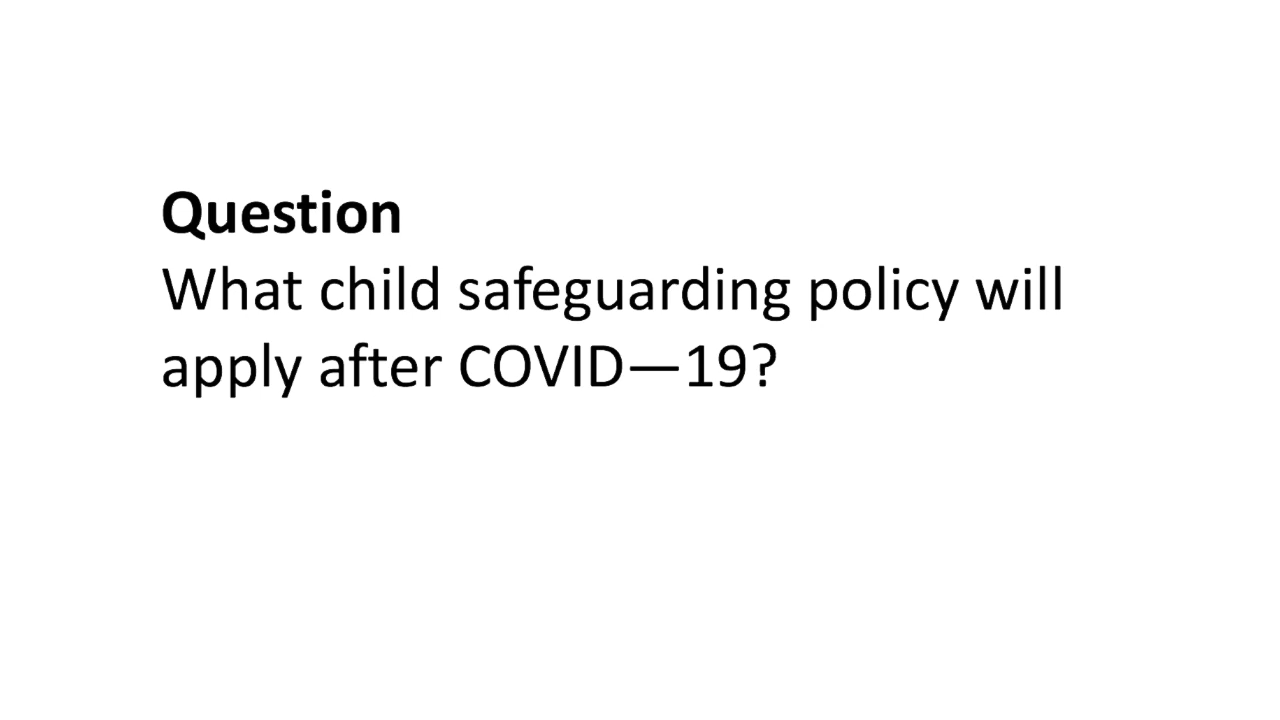 Question
What child safeguarding policy will
apply after COVID—19?